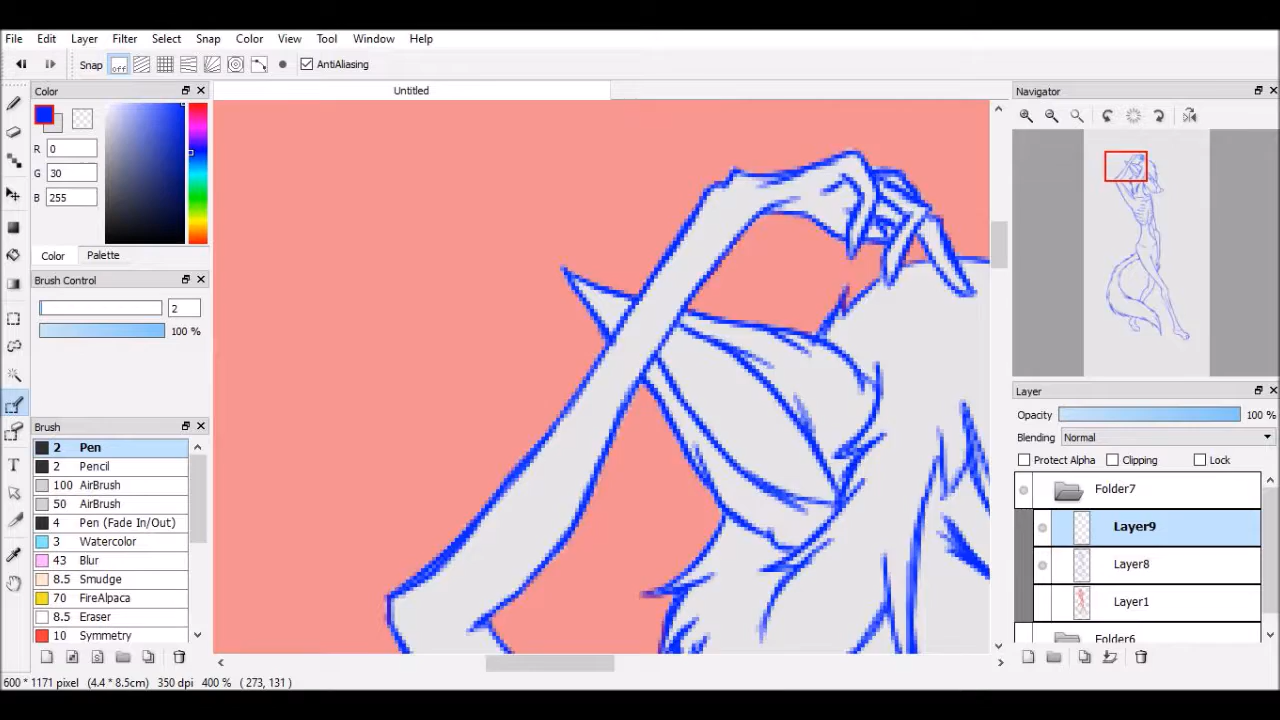 File Edit Layer Filter Select Snap Color View Tool Window Help
Snap off AntiAliasing
Color
Untitled
Navigator
R 0
G 30
B 255
Color Palette
Brush Control
2
100 %
Brush
2 Pen
2 Pencil
100 AirBrush
50 AirBrush
4 Pen (Fade In/Out)
3 Watercolor
43 Blur
8.5 Smudge
70 FireAlpaca
8.5 Eraser
10 Symmetry
Layer
Opacity 100 %
Blending Normal
Protect Alpha Clipping Lock
Folder7
Layer9
Layer8
Layer1
Folder6
600 * 1171 pixel (4.4 * 8.5cm) 350 dpi 400 % ( 273, 131 )